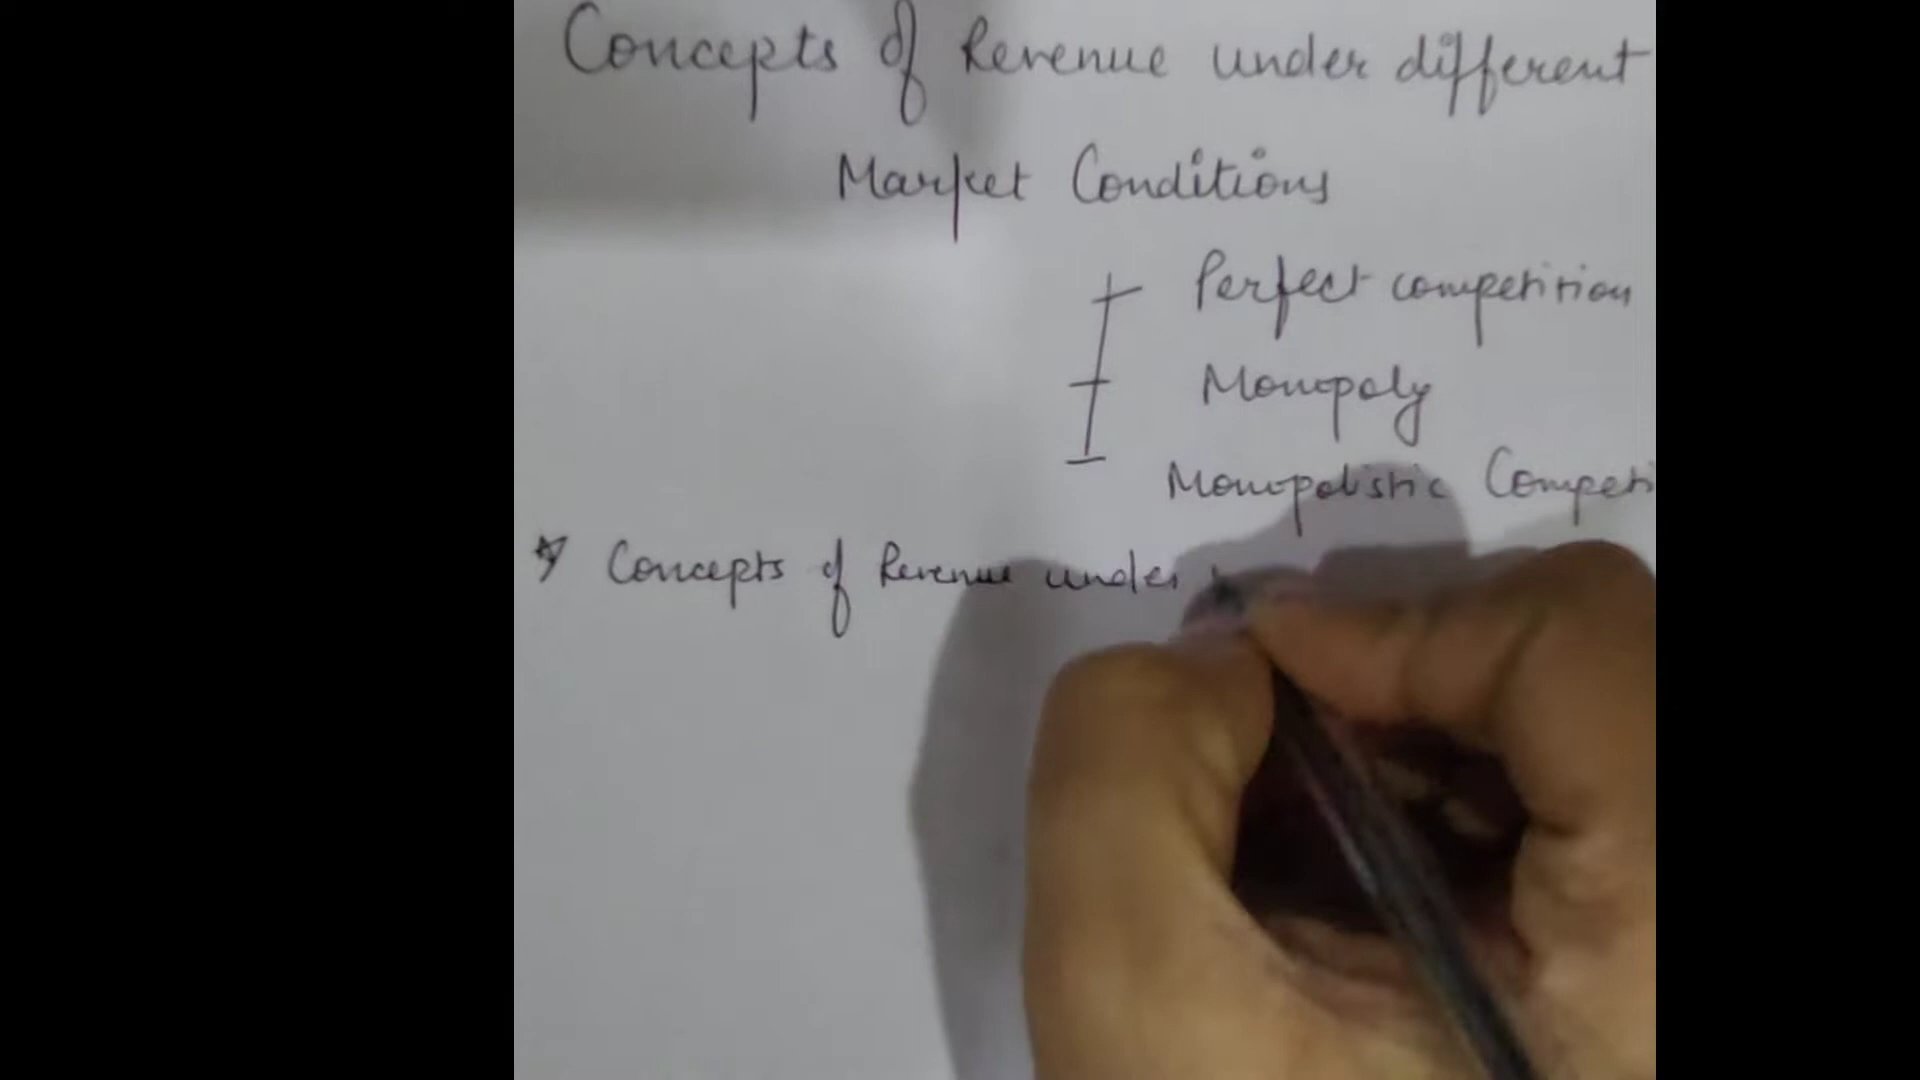 Concepts of Revenue under different
Market Conditions
Perfect competition
Monopoly
Monopolistic Competi
* Concepts of Revenue under